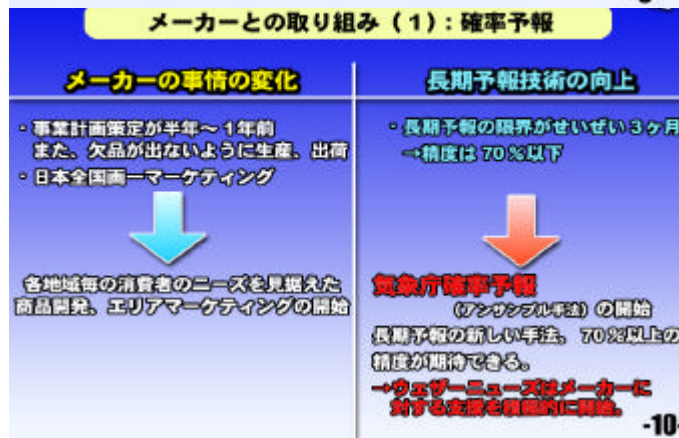 メーカーとの取り組み（1）：確率予報
メーカーの事情の変化
・事業計画策定が半年～1年前
また、欠品が出ないように生産、出荷
・日本全国画一マーケティング
各地域毎の消費者のニーズを見据えた
商品開発、エリアマーケティングの開始
長期予報技術の向上
・長期予報の限界がせいぜい3ヶ月
→精度は70％以下
気象庁確率予報
（アンサンブル手法）の開始
長期予報の新しい手法。70％以上の
精度が期待できる。
→ウェザーニューズはメーカーに
対する支援を積極的に開始。
-10-